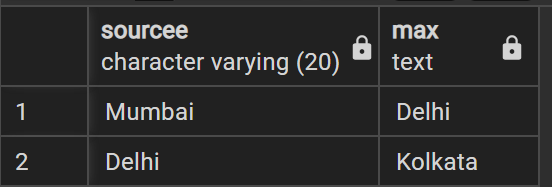 sourcee max
character varying (20) text
1 Mumbai Delhi
2 Delhi Kolkata